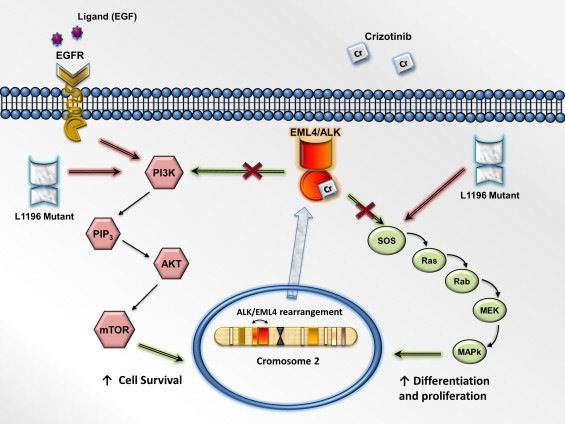 Ligand (EGF)
EGFR
Crizotinib
Cr
Cr
EML4/ALK
Cr
L1196 Mutant
PI3K
L1196 Mutant
PIP3
SOS
AKT
Ras
Rab
MEK
mTOR
MAPk
ALK/EML4 rearrangement
Cromosome 2
↑ Cell Survival
↑ Differentiation
and proliferation